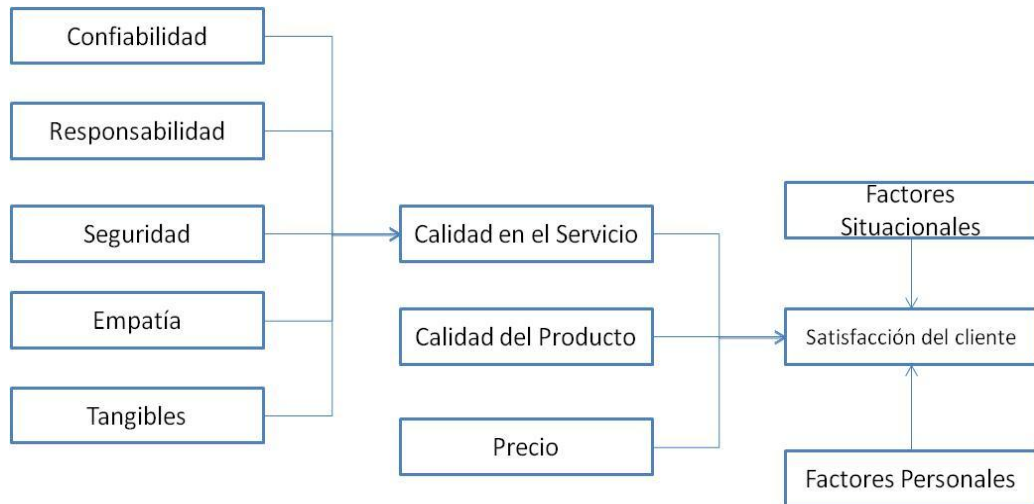 Confiabilidad
Responsabilidad
Seguridad
Empatía
Tangibles
Calidad en el Servicio
Calidad del Producto
Precio
Factores
Situacionales
Satisfacción del cliente
Factores Personales